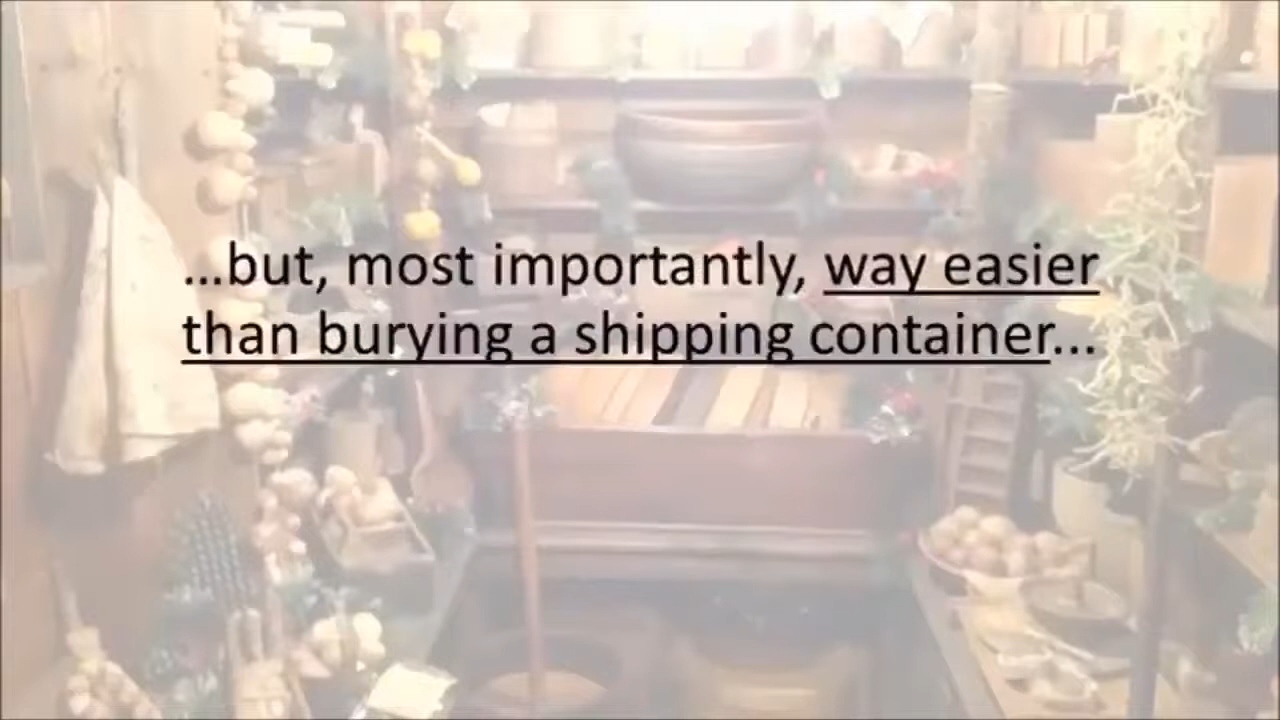 ...but, most importantly, way easier
than burying a shipping container...